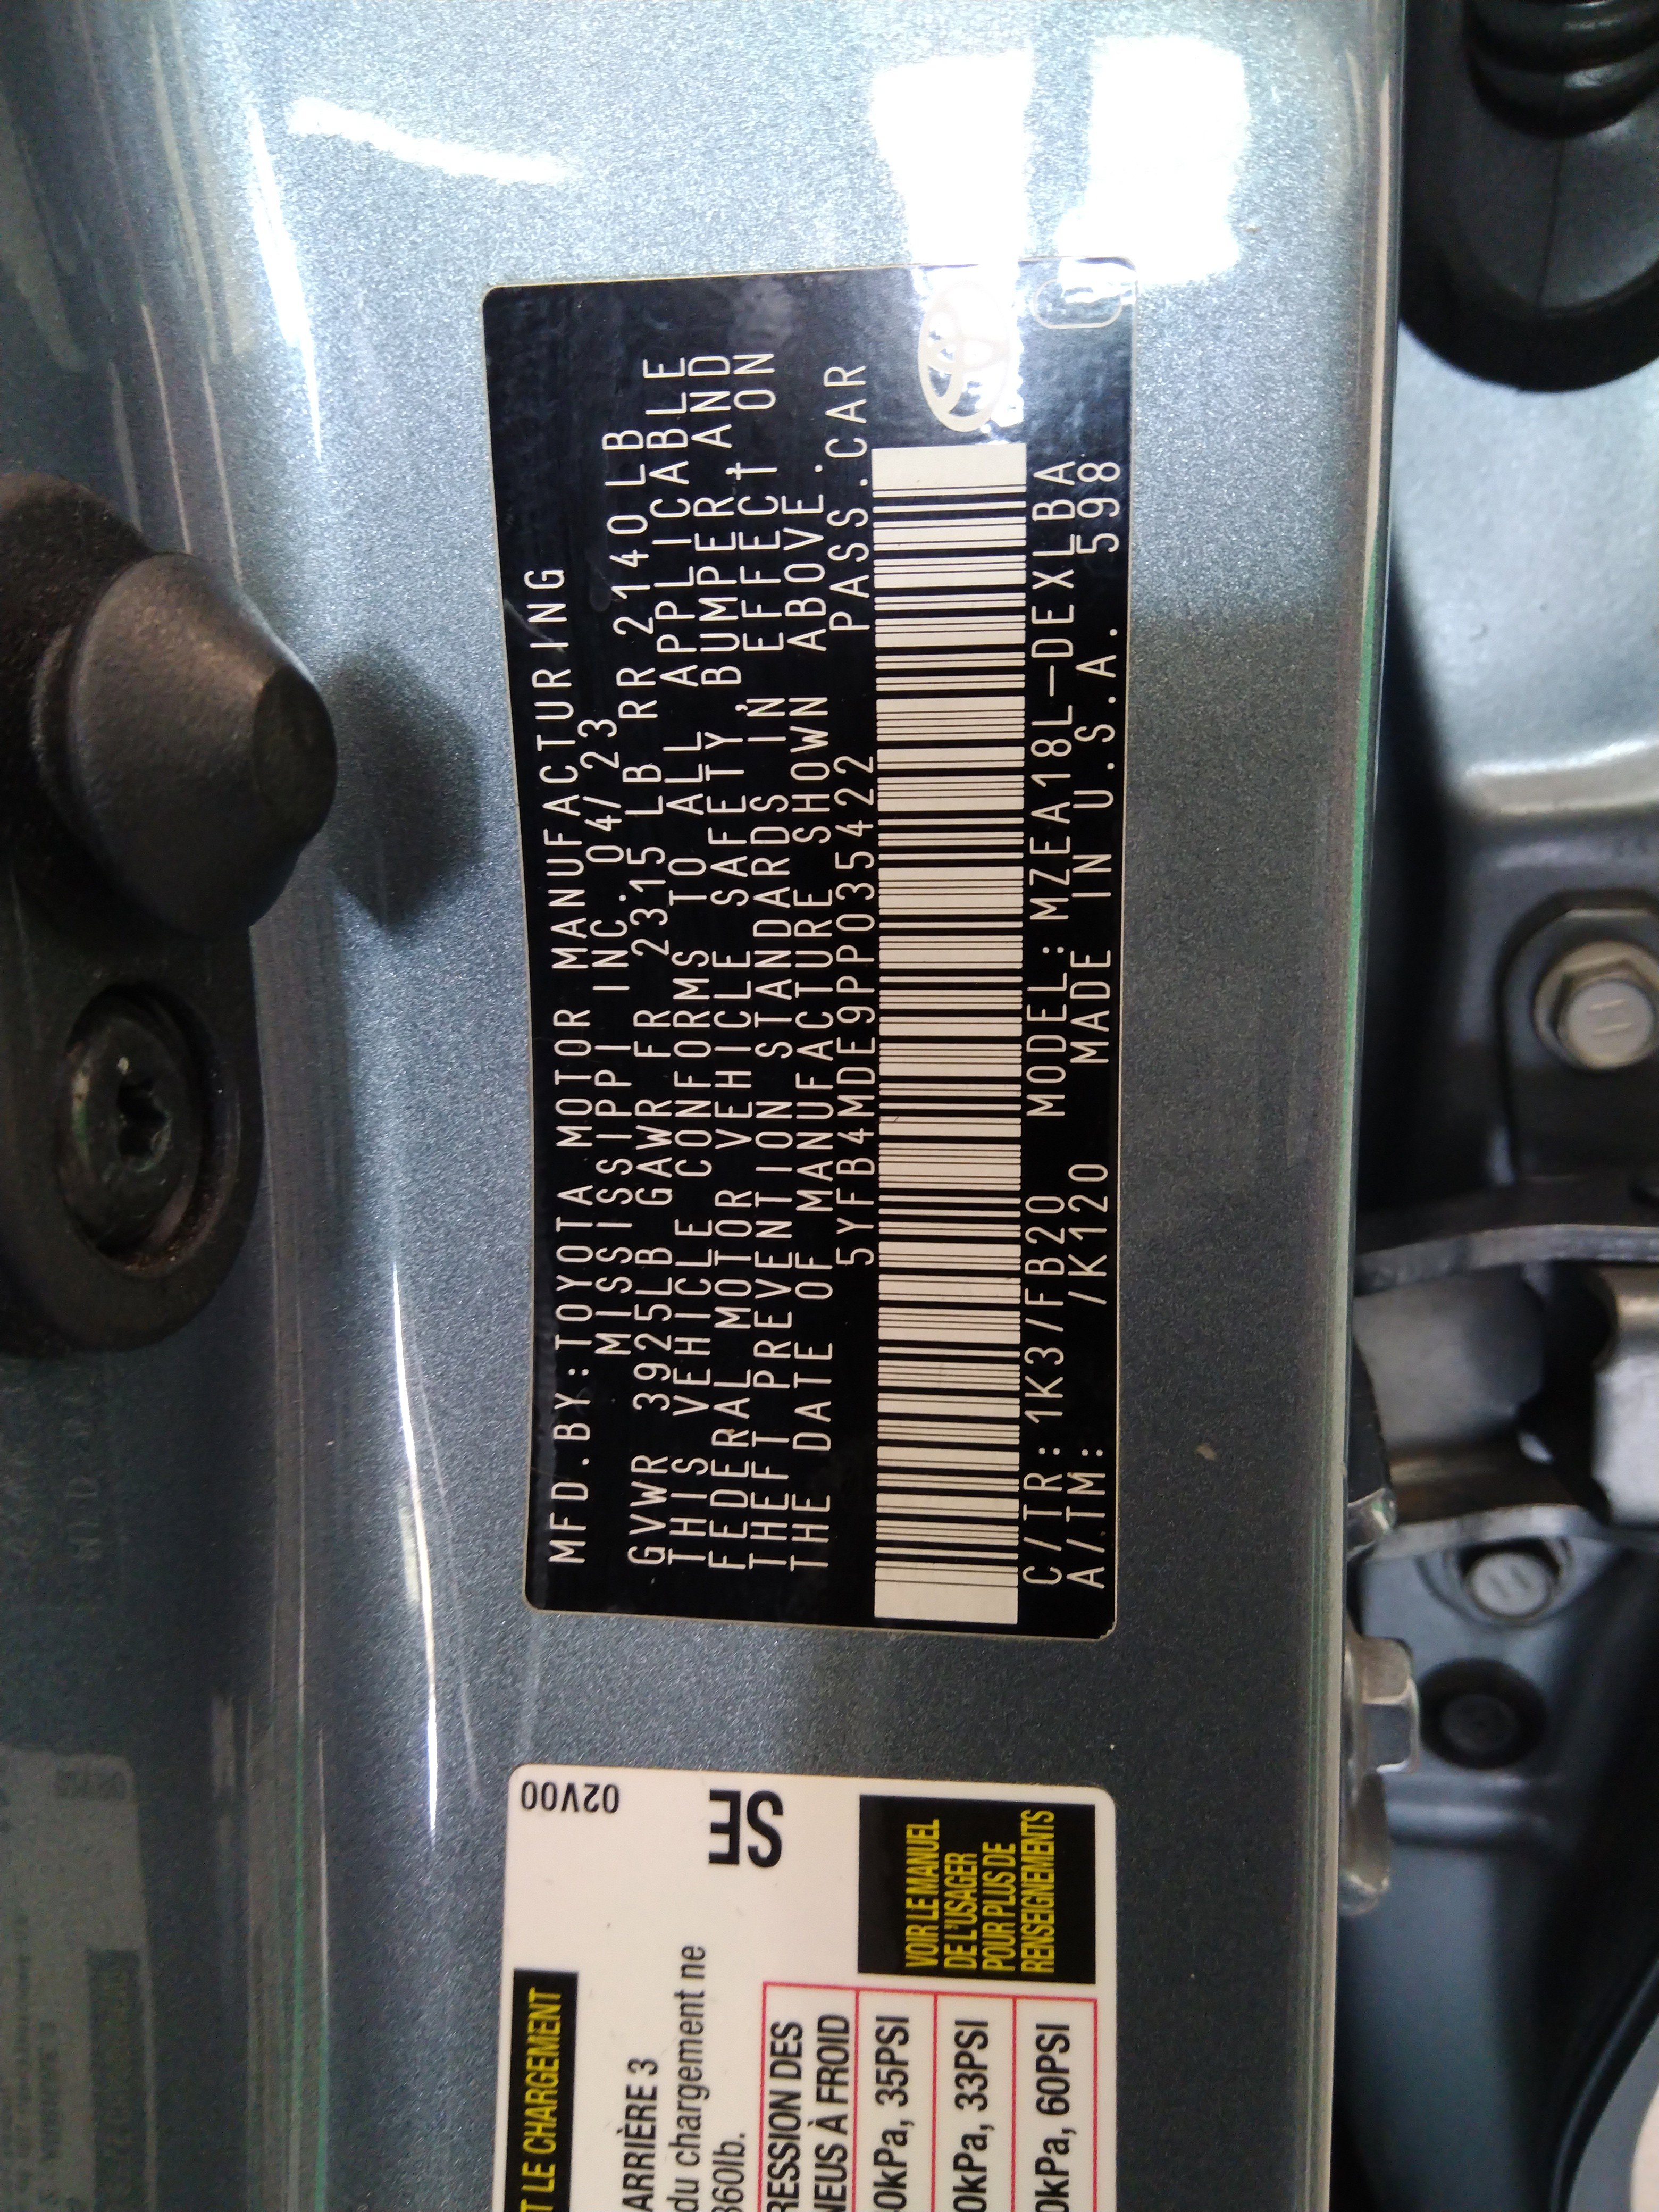 MFD.BY:TOYOTA MOTOR MANUFACTURING
MISSISSIPPI INC. 04/23
GVWR 3925LB GAWR FR 2315 LB RR 2140LB
THIS VEHICLE CONFORMS TO ALL APPLICABLE
FEDERAL MOTOR VEHICLE SAFETY, BUMPER, AND
THEFT PREVENTION STANDARDS IN EFFECT ON
THE DATE OF MANUFACTURE SHOWN ABOVE.
5YFB4MDE9PP035422 PASS.CAR
C/TR: 1K3/FB20 MODEL: MZEA18L-DEXLBA
A/TM: /K120 MADE IN U.S.A. 598
02V00
SE
T LE CHARGEMENT
ARRIÈRE 3
du chargement ne
860lb.
RESSION DES
NEUS À FROID
0kPa, 35PSI
0kPa, 33PSI
0kPa, 60PSI
VOIR LE MANUEL
DE L'USAGER
POUR PLUS DE
RENSEIGNEMENTS